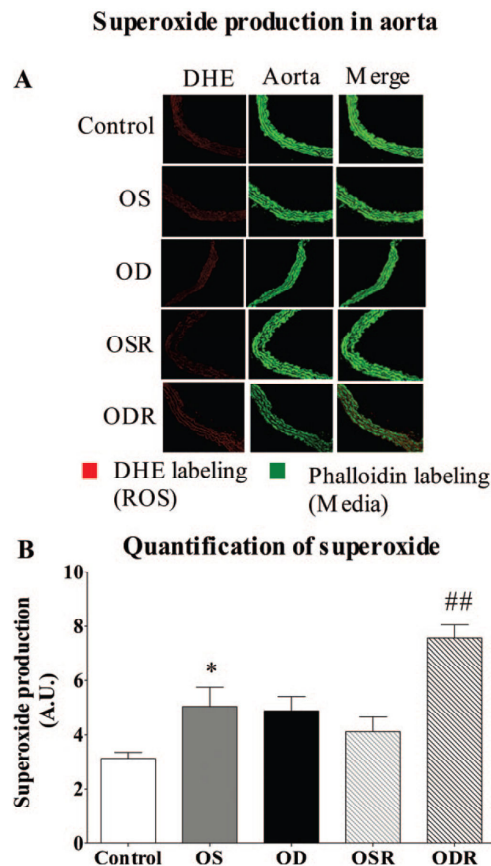 Superoxide production in aorta
A
DHE Aorta Merge
Control
OS
OD
OSR
ODR
DHE labeling
(ROS)
Phalloidin labeling
(Media)
B
Quantification of superoxide
Superoxide production
(A.U.)
10
8
6
4
2
0
*
##
Control OS OD OSR ODR